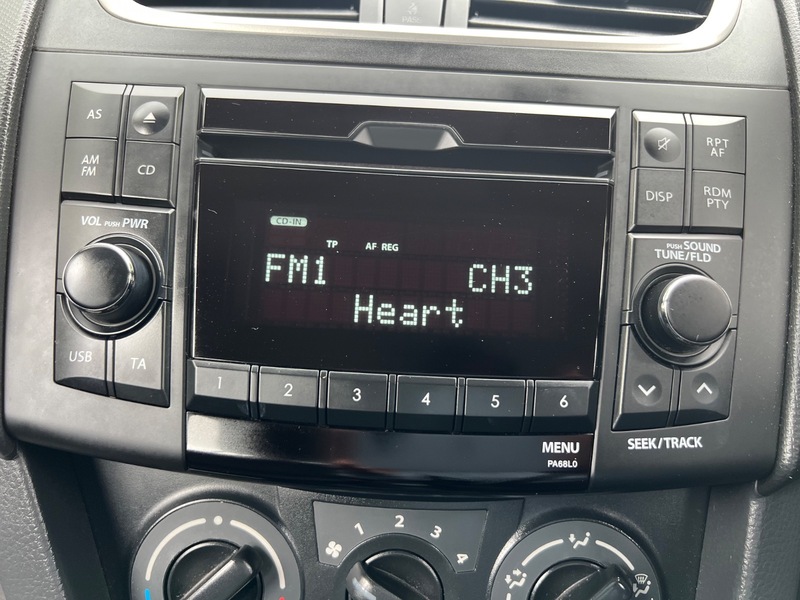 PASS
AS
AM
FM
CD
VOL PUSH PWR
USB
TA
CD-IN
TP AF REG
FM1 CH3
Heart
1 2 3 4 5 6
MENU
PA68L0
RPT
AF
DISP
RDM
PTY
PUSH SOUND
TUNE/FLD
SEEK/TRACK
1 2 3 4